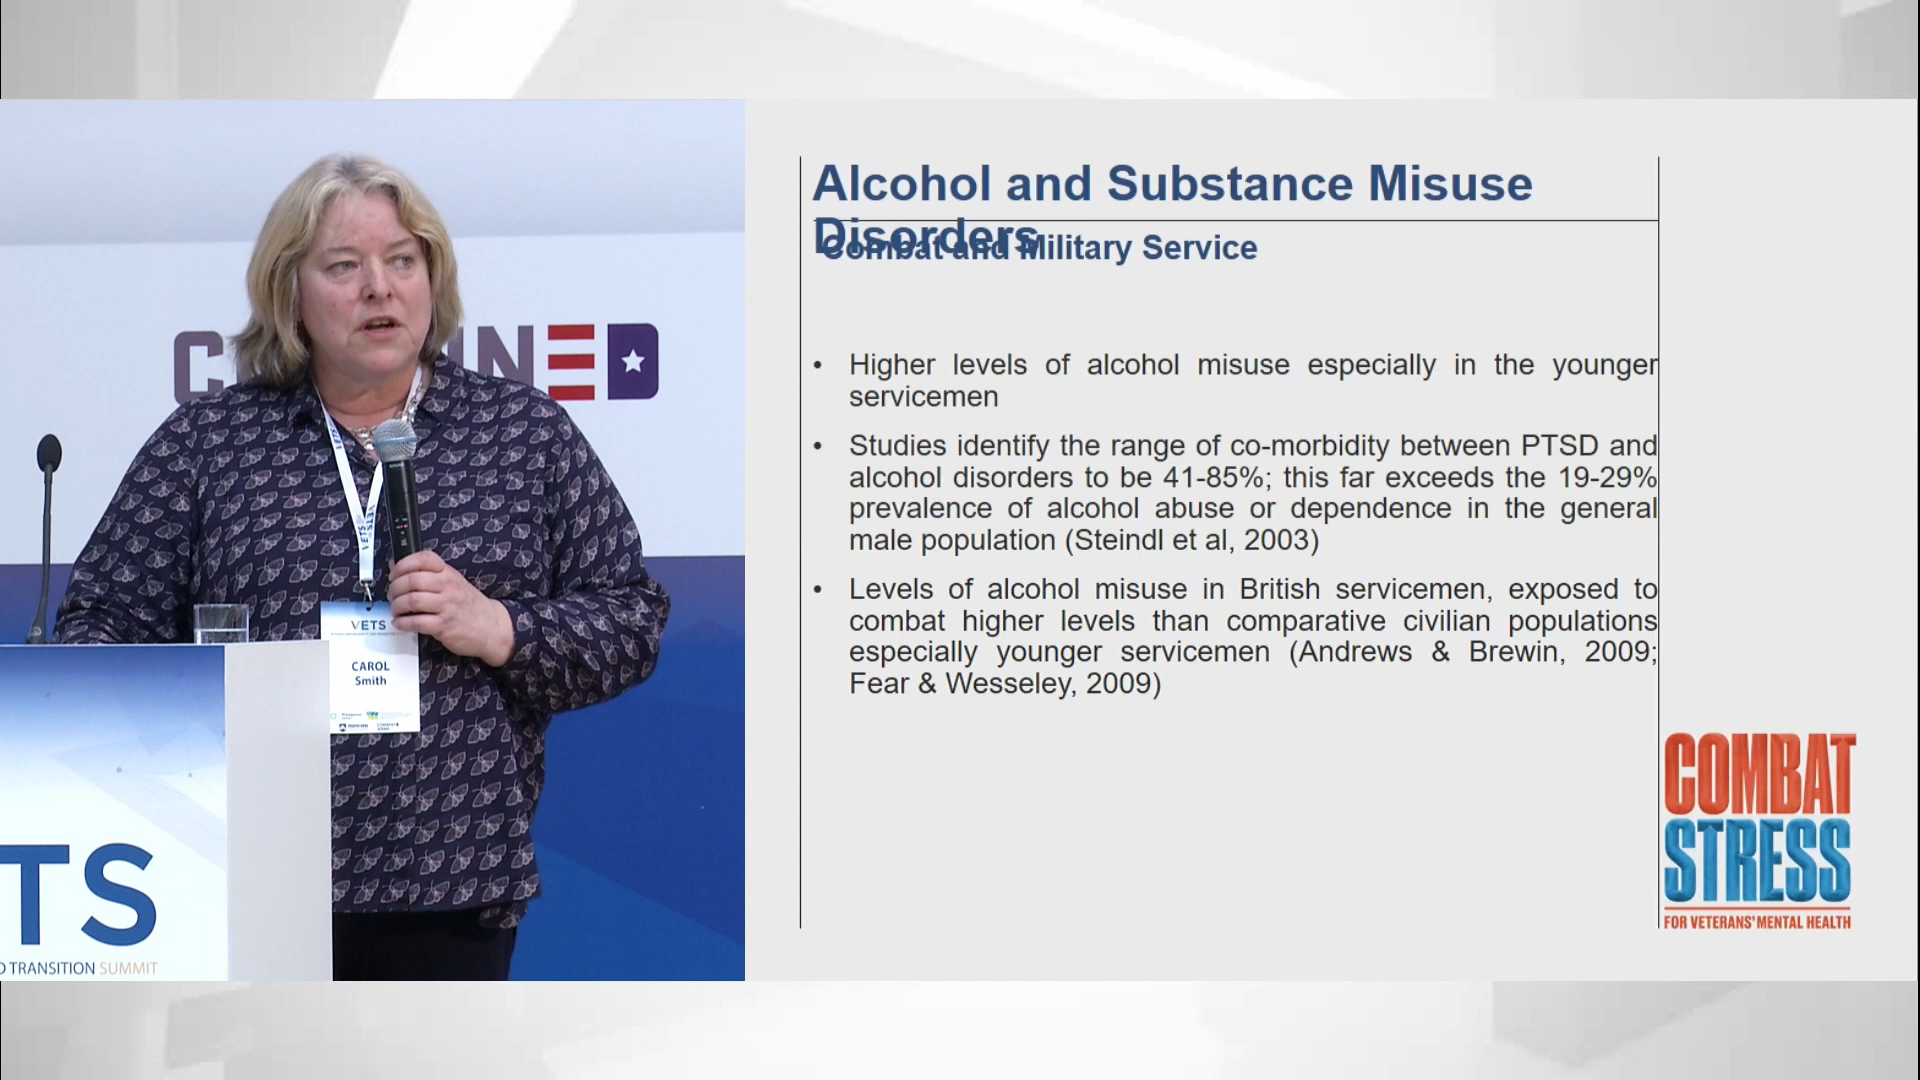 C
NED
VETS
CAROL
Smith
TS
TRANSITION SUMMIT
Alcohol and Substance Misuse
Disorders
Combat and Military Service
• Higher levels of alcohol misuse especially in the younger
servicemen
• Studies identify the range of co-morbidity between PTSD and
alcohol disorders to be 41-85%; this far exceeds the 19-29%
prevalence of alcohol abuse or dependence in the general
male population (Steindl et al, 2003)
• Levels of alcohol misuse in British servicemen, exposed to
combat higher levels than comparative civilian populations
especially younger servicemen (Andrews & Brewin, 2009;
Fear & Wesseley, 2009)
COMBAT
STRESS
FOR VETERANS' MENTAL HEALTH